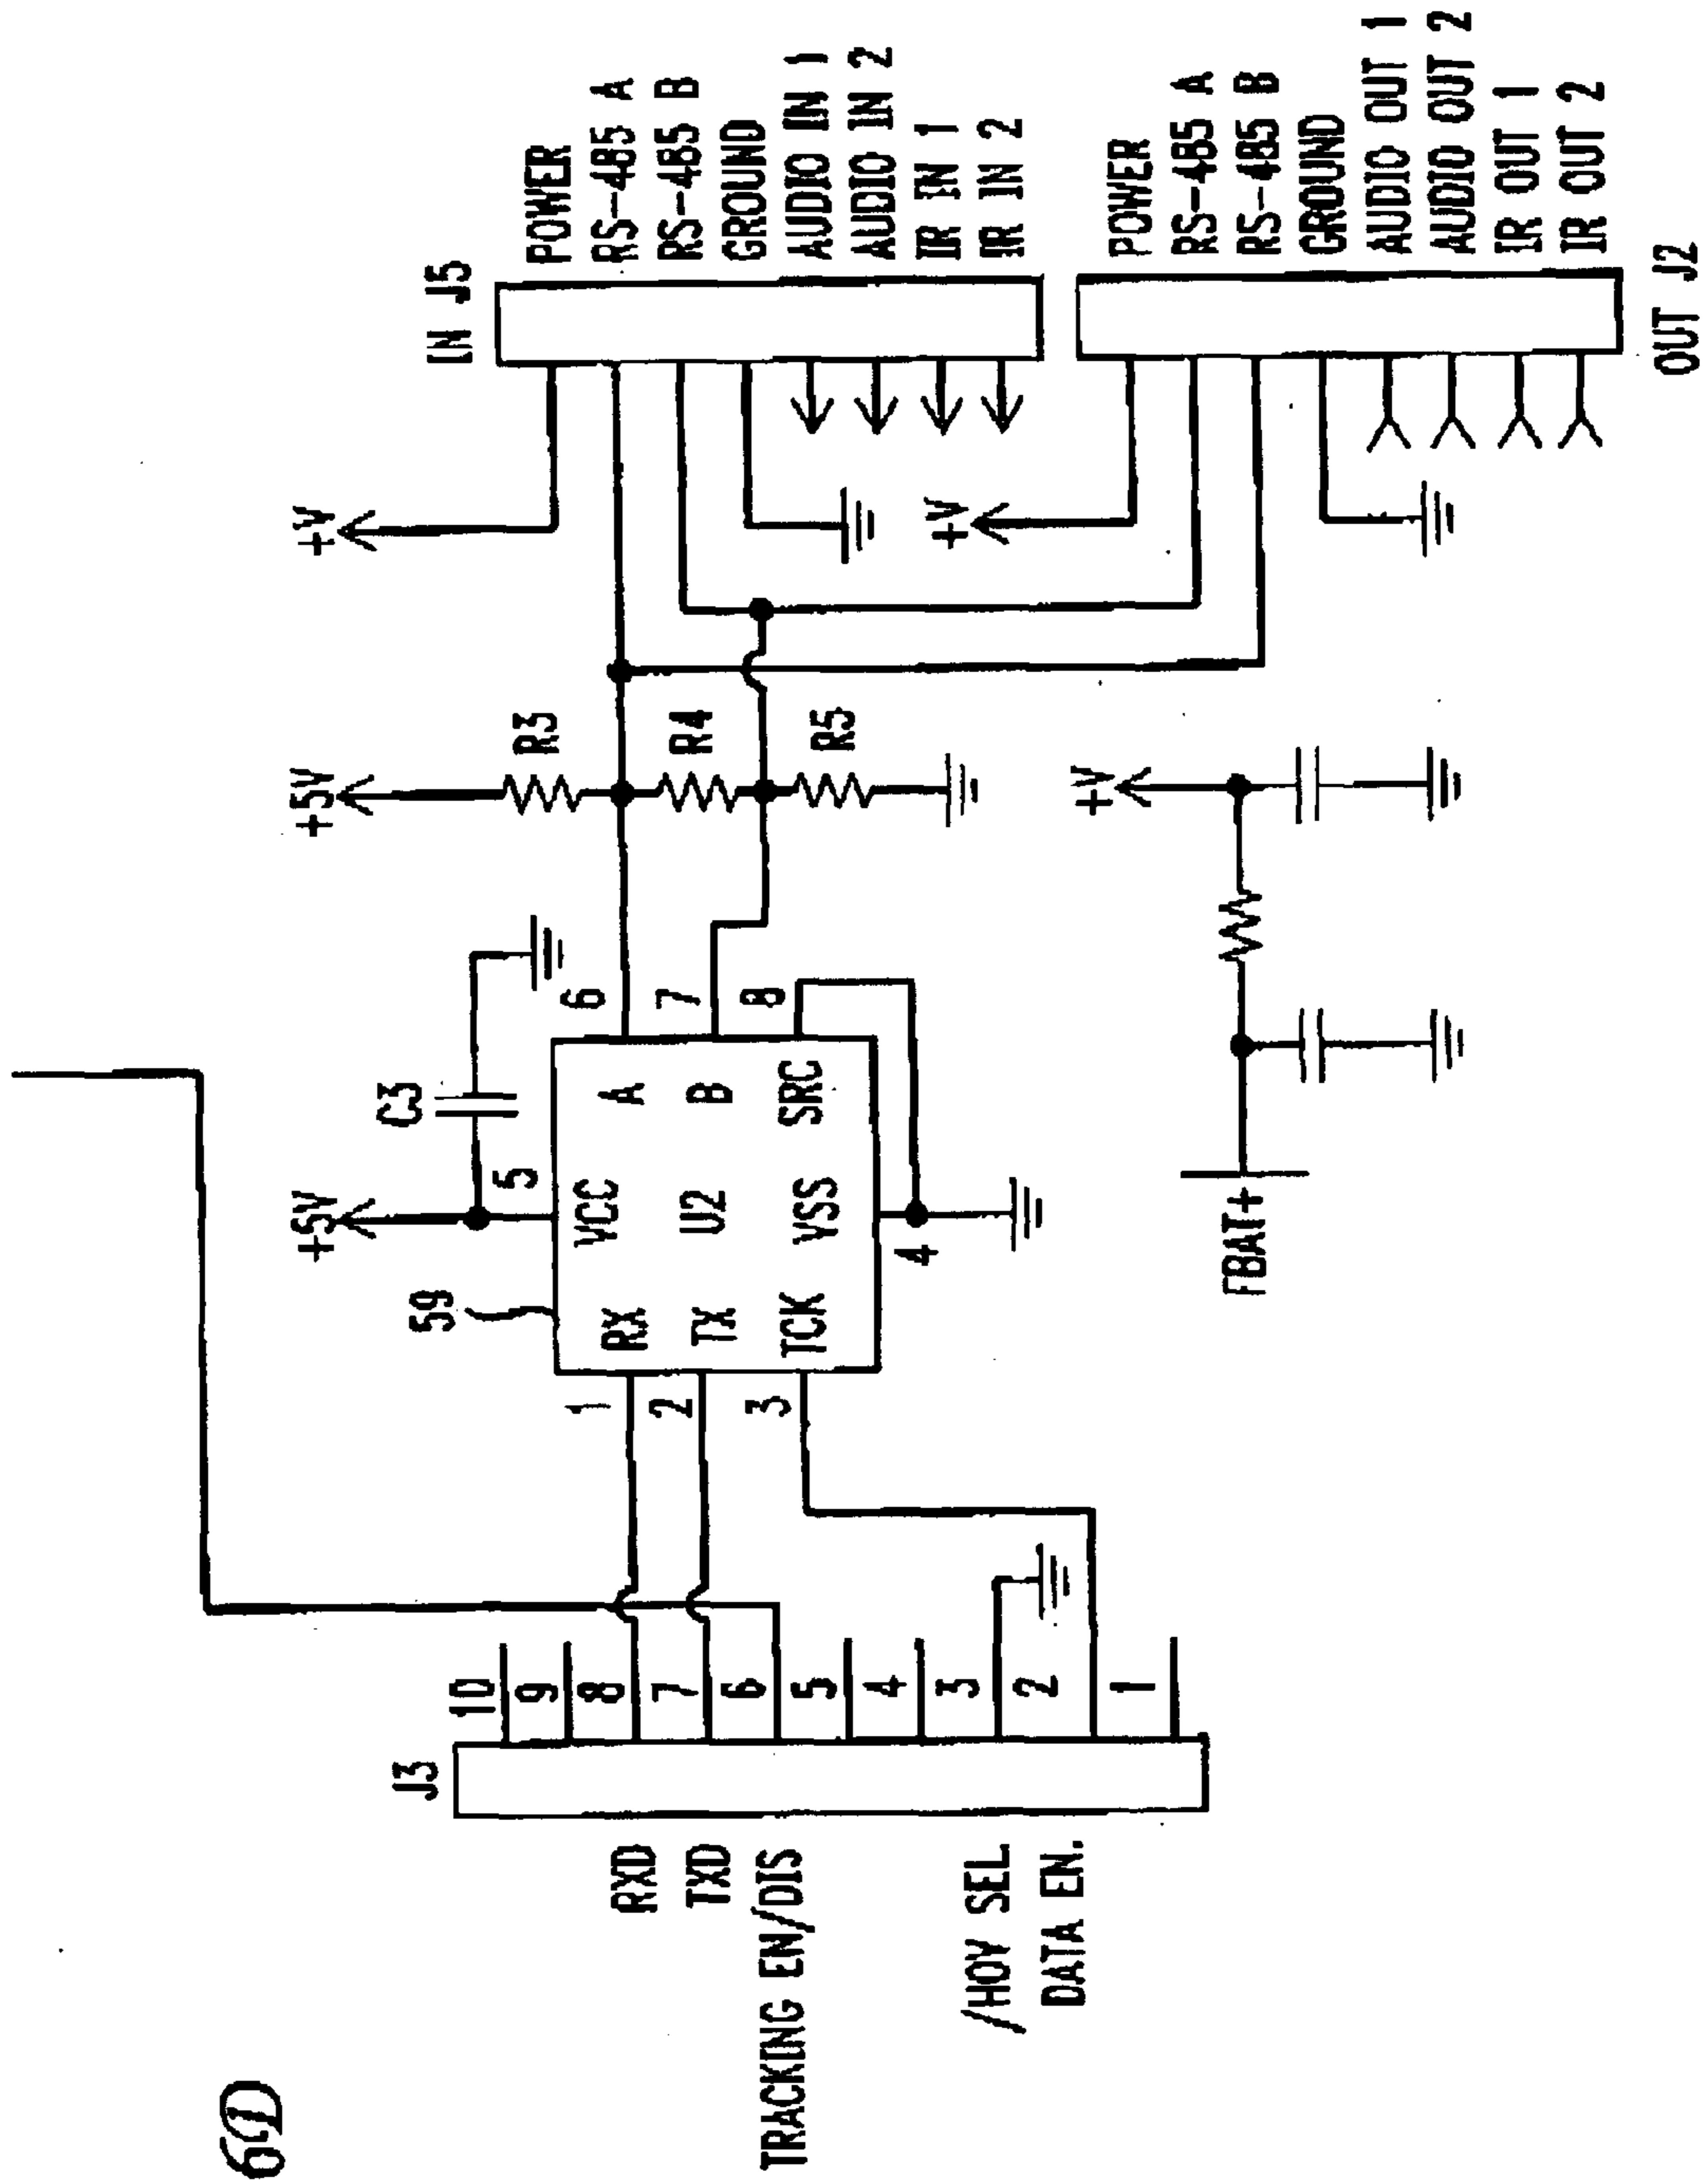 6D
J3
RXD
TXD
TRACKING EN/DIS
/HOY SEL
DATA EN.
10
9
8
7
6
5
4
3
2
1
59
+5V
C3
5
1
2
3
RX
TX
TCK
VCC
U2
VSS
A
B
SRC
4
6
7
8
+5V
R3
R4
R5
FBAT+
+V
+V
+V
IN J5
POWER
RS-485 A
RS-485 B
GROUND
AUDIO IN 1
AUDIO IN 2
IR IN 1
IR IN 2
POWER
RS-485 A
RS-485 B
GROUND
AUDIO OUT 1
AUDIO OUT 2
IR OUT 1
IR OUT 2
OUT J2